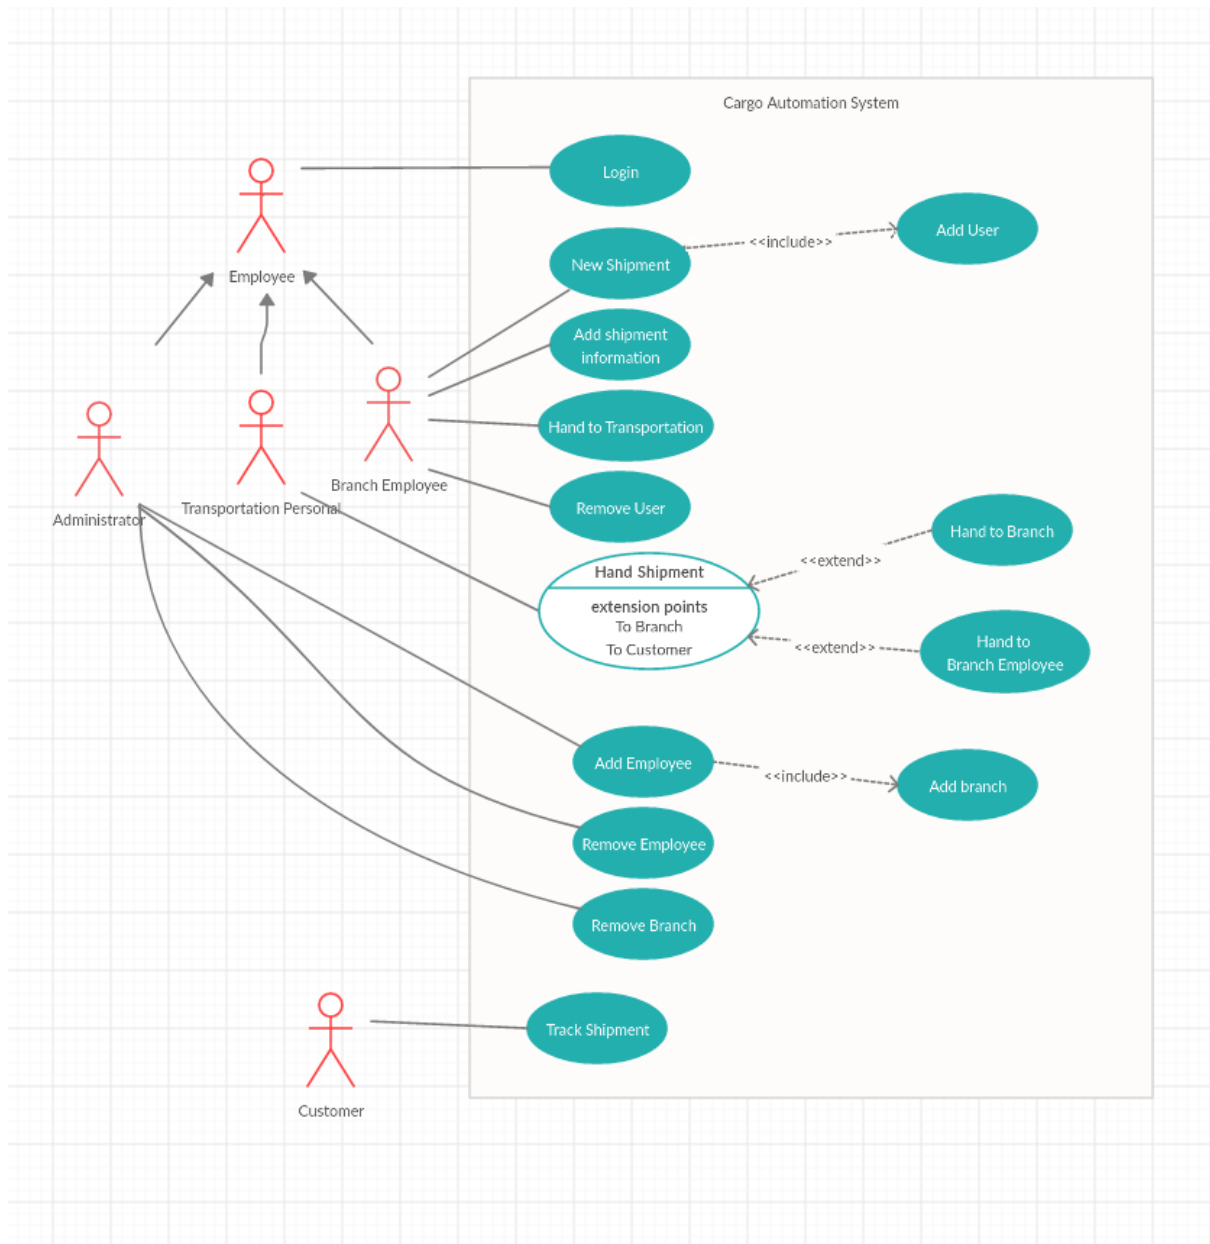 Cargo Automation System
Login
Employee
New Shipment
<<include>>
Add User
Add shipment
information
Hand to Transportation
Branch Employee
Transportation Personal
Administrator
Remove User
Hand Shipment
extension points
To Branch
To Customer
<<extend>>
Hand to Branch
<<extend>>
Hand to
Branch Employee
Add Employee
<<include>>
Add branch
Remove Employee
Remove Branch
Track Shipment
Customer